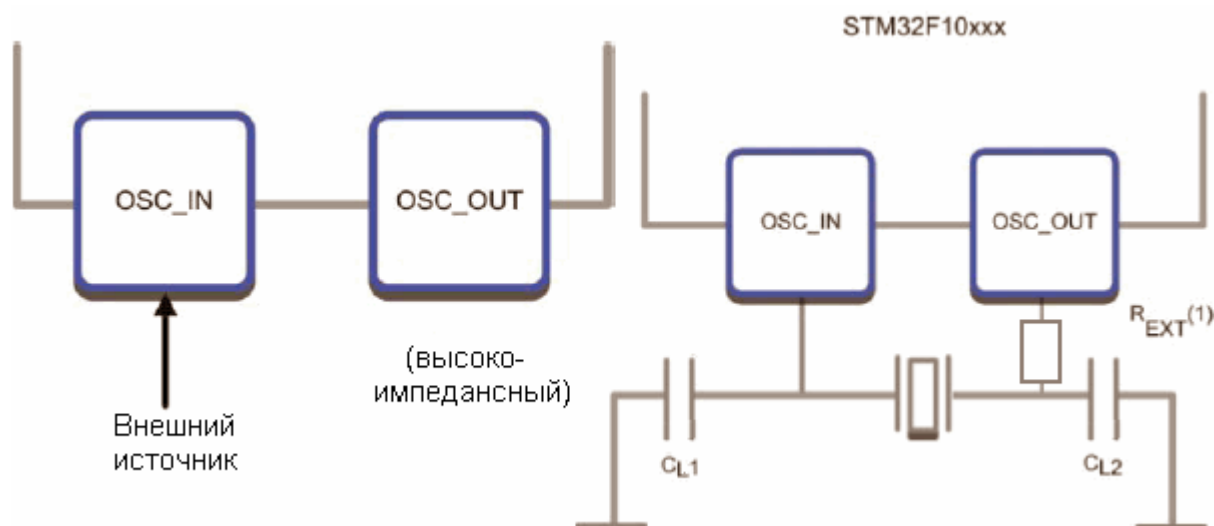 STM32F10xxx
OSC_IN
OSC_OUT
OSC_IN
OSC_OUT
REXT(1)
(высоко-
импедансный)
Внешний
источник
CL1
CL2